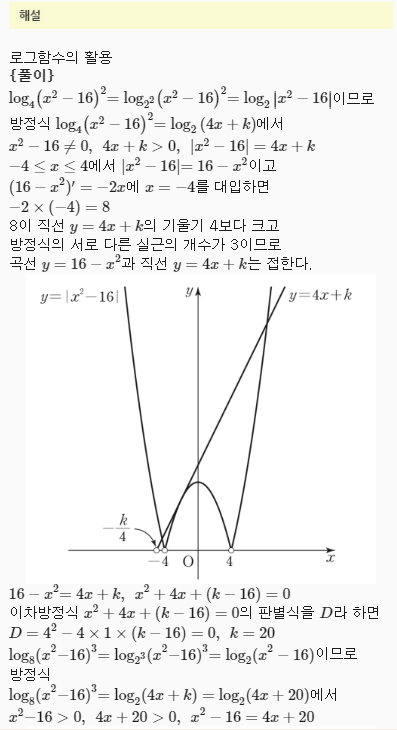 해설
로그함수의 활용
{풀이}
log₄(x²−16)²=log₂²(x²−16)²=log₂|x²−16|이므로
방정식 log₄(x²−16)²=log₂(4x+k)에서
x²−16≠0, 4x+k>0, |x²−16|=4x+k
−4≤x≤4에서 |x²−16|=16−x²이고
(16−x²)′=−2x에 x=−4를 대입하면
−2×(−4)=8
8이 직선 y=4x+k의 기울기 4보다 크고
방정식의 서로 다른 실근의 개수가 3이므로
곡선 y=16−x²과 직선 y=4x+k는 접한다.
y=|x²−16| y y=4x+k
−k/4
−4 O 4 x
16−x²=4x+k, x²+4x+(k−16)=0
이차방정식 x²+4x+(k−16)=0의 판별식을 D라 하면
D=4²−4×1×(k−16)=0, k=20
log₈(x²−16)³=log₂³(x²−16)³=log₂(x²−16)이므로
방정식
log₈(x²−16)³=log₂(4x+k)=log₂(4x+20)에서
x²−16>0, 4x+20>0, x²−16=4x+20